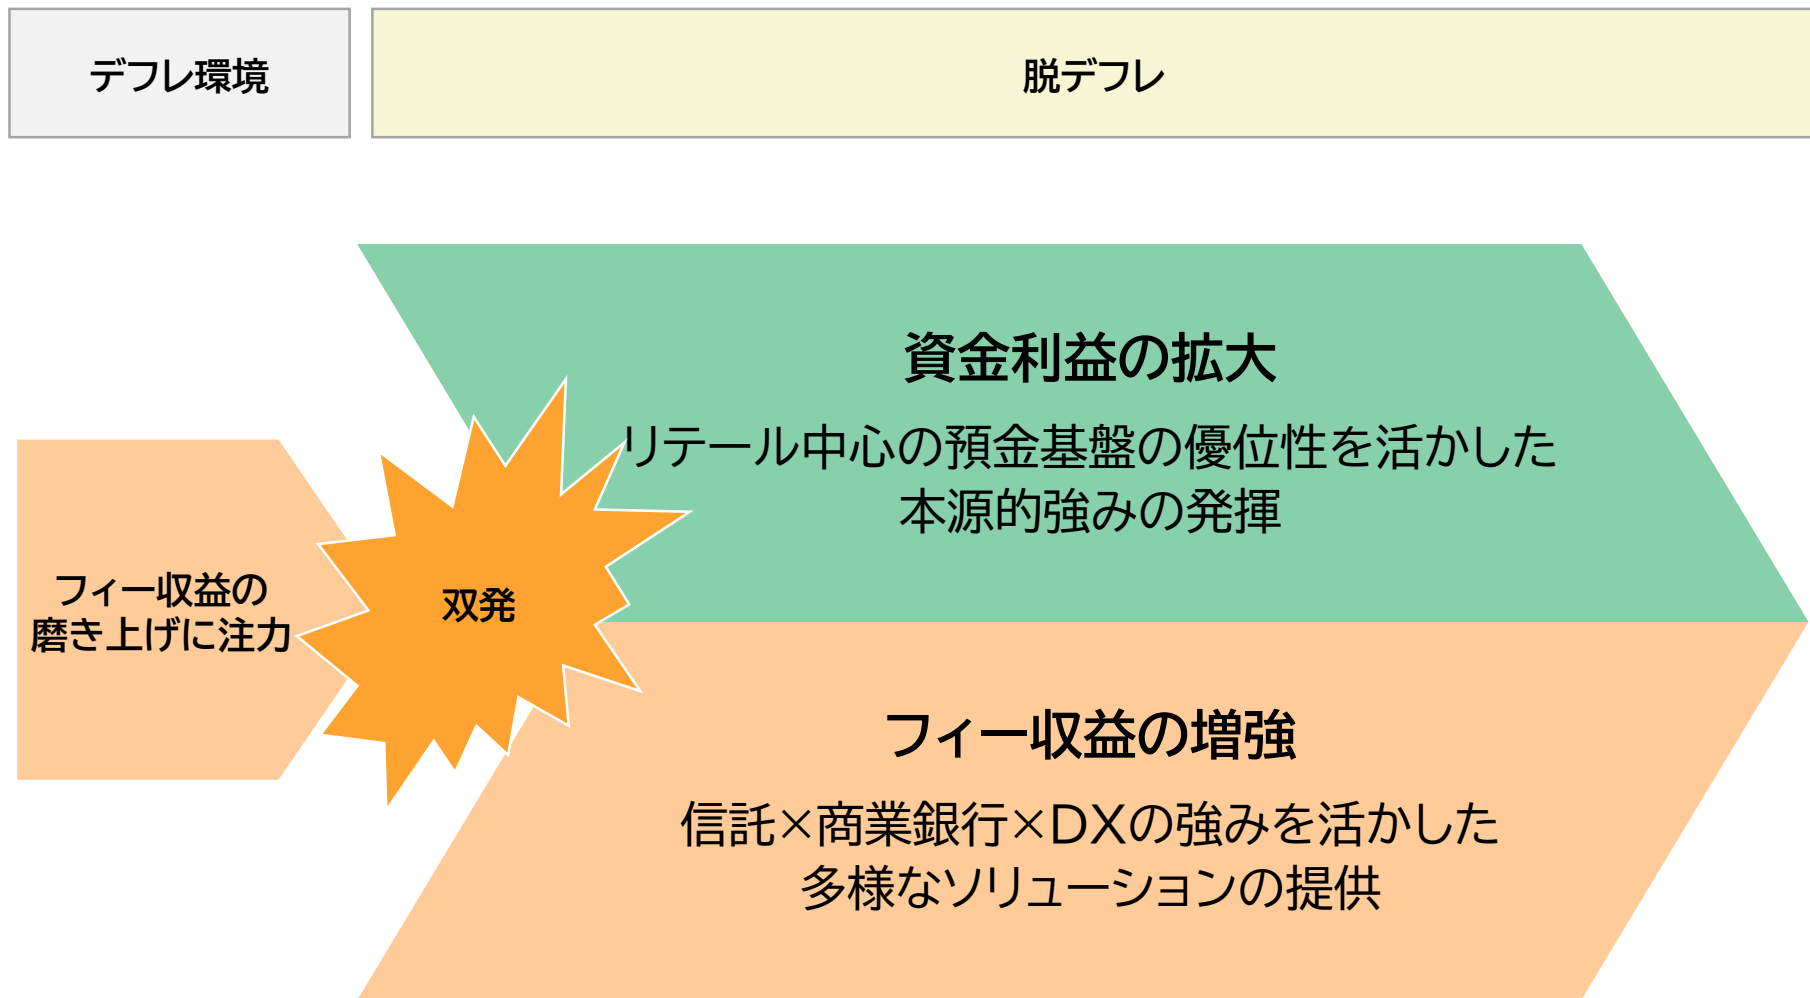 デフレ環境
脱デフレ
資金利益の拡大
リテール中心の預金基盤の優位性を活かした
本源的強みの発揮
フィー収益の
磨き上げに注力
双発
フィー収益の増強
信託×商業銀行×DXの強みを活かした
多様なソリューションの提供